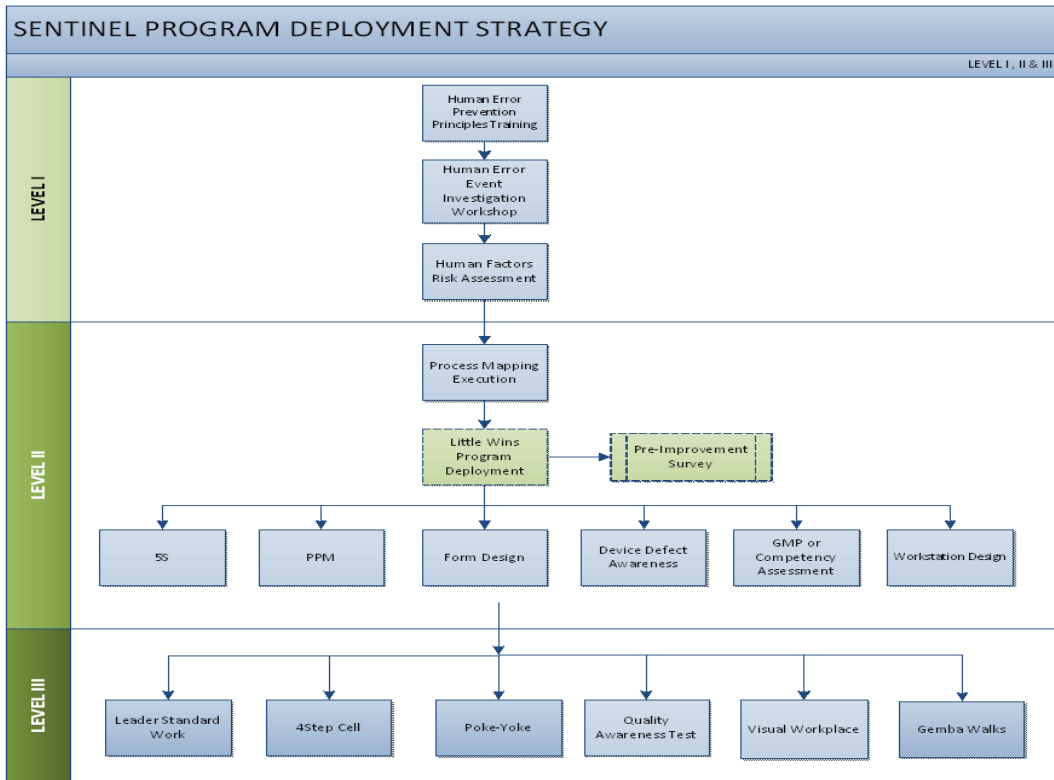 SENTINEL PROGRAM DEPLOYMENT STRATEGY
LEVEL I, II & III
LEVEL I
Human Error
Prevention
Principles Training
Human Error
Event
Investigation
Workshop
Human Factors
Risk Assessment
LEVEL II
Process Mapping
Execution
Little Wins
Program
Deployment
Pre-Improvement
Survey
5S
PPM
Form Design
Device Defect
Awareness
GMP or
Competency
Assessment
Workstation Design
LEVEL III
Leader Standard
Work
4Step Cell
Poke-Yoke
Quality
Awareness Test
Visual Workplace
Gemba Walks